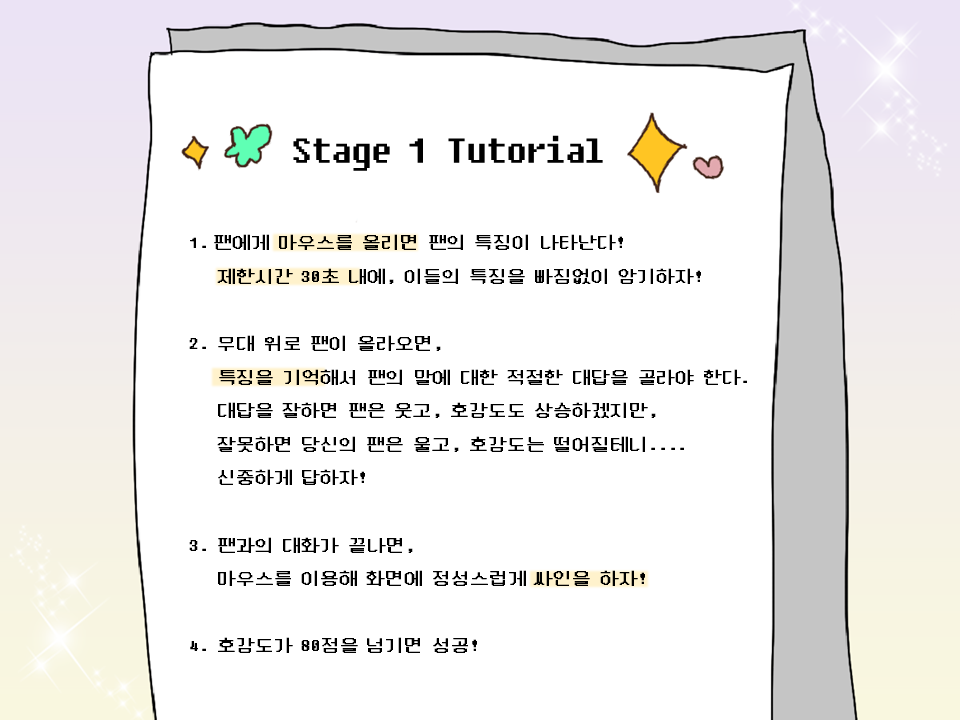 Stage 1 Tutorial
1. 팬에게 마우스를 올리면 팬의 특징이 나타난다!
제한시간 30초 내에, 이들의 특징을 빠짐없이 암기하자!
2. 무대 위로 팬이 올라오면,
특징을 기억해서 팬의 말에 대한 적절한 대답을 골라야 한다.
대답을 잘하면 팬은 웃고, 호감도도 상승하겠지만,
잘못하면 당신의 팬은 울고, 호감도는 떨어질테니....
신중하게 답하자!
3. 팬과의 대화가 끝나면,
마우스를 이용해 화면에 정성스럽게 싸인을 하자!
4. 호감도가 80점을 넘기면 성공!